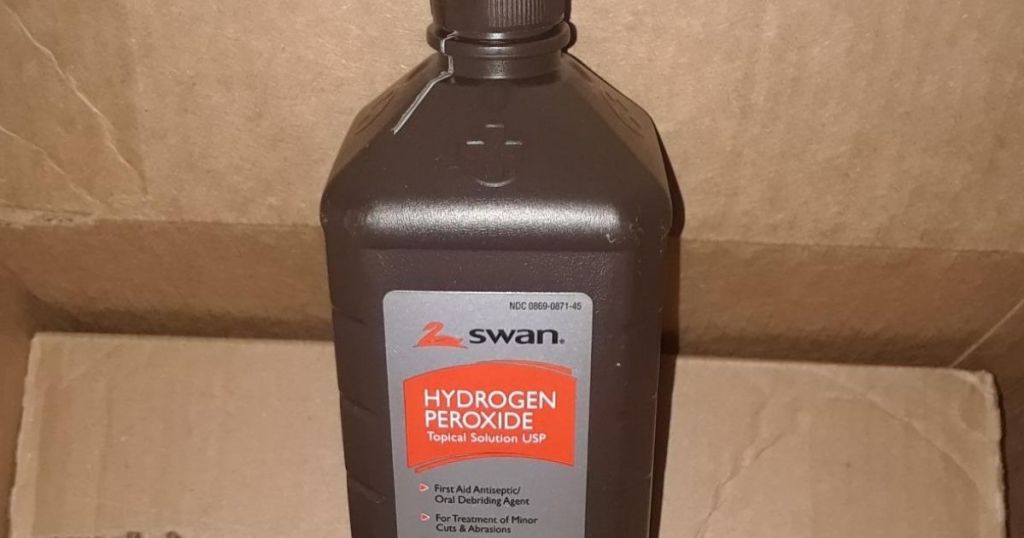 NDC 0869-0871-45
swan®
HYDROGEN
PEROXIDE
Topical Solution USP
First Aid Antiseptic/
Oral Debriding Agent
For Treatment of Minor
Cuts & Abrasions